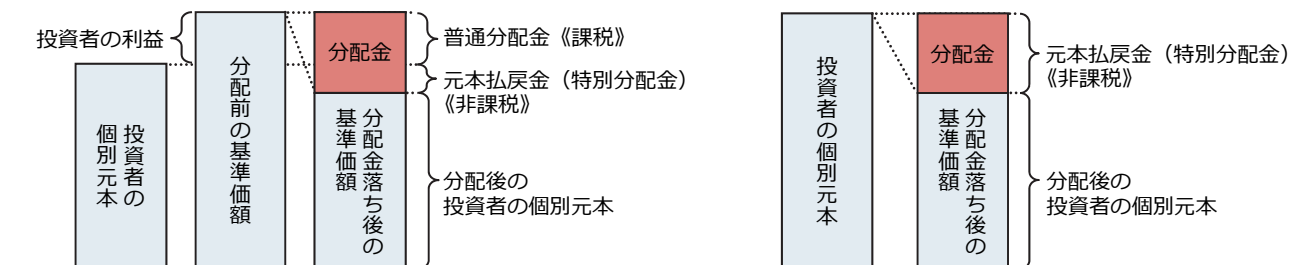 投資者の利益
投資者の
個別元本
分配前の基準価額
分配金
分配金落ち後の
基準価額
普通分配金《課税》
元本払戻金（特別分配金）
《非課税》
分配後の
投資者の個別元本
投資者の個別元本
分配金
分配金落ち後の
基準価額
元本払戻金（特別分配金）
《非課税》
分配後の
投資者の個別元本